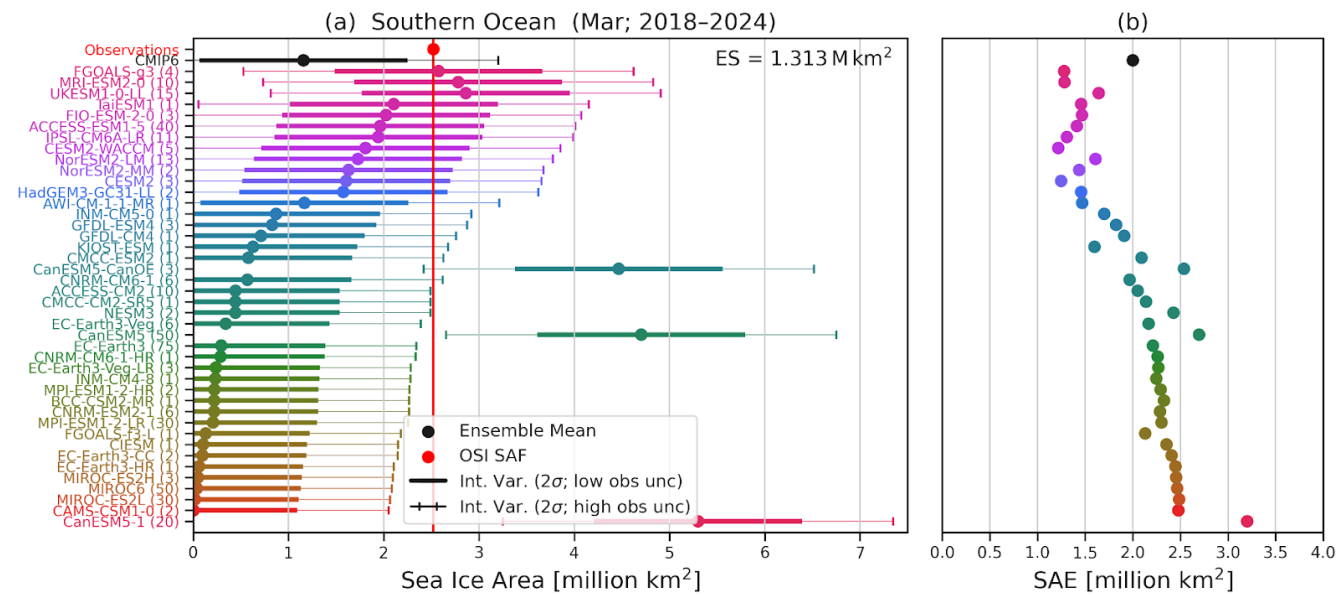 (a) Southern Ocean (Mar; 2018–2024)
(b)
Observations
CMIP6
FGOALS-g3 (4)
MRI-ESM2-0 (10)
UKESM1-0-LL (15)
TaiESM1 (1)
FIO-ESM-2-0 (3)
ACCESS-ESM1-5 (40)
IPSL-CM6A-LR (11)
CESM2-WACCM (5)
NorESM2-LM (13)
NorESM2-MM (2)
CESM2 (3)
HadGEM3-GC31-LL (2)
AWI-CM-1-1-MR (1)
INM-CM5-0 (1)
GFDL-ESM4 (3)
GFDL-CM4 (1)
KIOST-ESM (1)
CMCC-ESM2 (1)
CanESM5-CanOE (3)
CNRM-CM6-1 (6)
ACCESS-CM2 (10)
CMCC-CM2-SR5 (1)
NESM3 (2)
EC-Earth3-Veg (6)
CanESM5 (50)
EC-Earth3 (75)
CNRM-CM6-1-HR (1)
EC-Earth3-Veg-LR (3)
INM-CM4-8 (1)
MPI-ESM1-2-HR (2)
BCC-CSM2-MR (1)
CNRM-ESM2-1 (6)
MPI-ESM1-2-LR (30)
FGOALS-f3-L (1)
CIESM (1)
EC-Earth3-CC (2)
EC-Earth3-HR (1)
MIROC-ES2H (3)
MIROC6 (50)
MIROC-ES2L (30)
CAMS-CSM1-0 (2)
CanESM5-1 (20)
ES = 1.313 M km²
Ensemble Mean
OSI SAF
Int. Var. (2σ; low obs unc)
Int. Var. (2σ; high obs unc)
0 1 2 3 4 5 6 7
Sea Ice Area [million km²]
0.0 0.5 1.0 1.5 2.0 2.5 3.0 3.5 4.0
SAE [million km²]